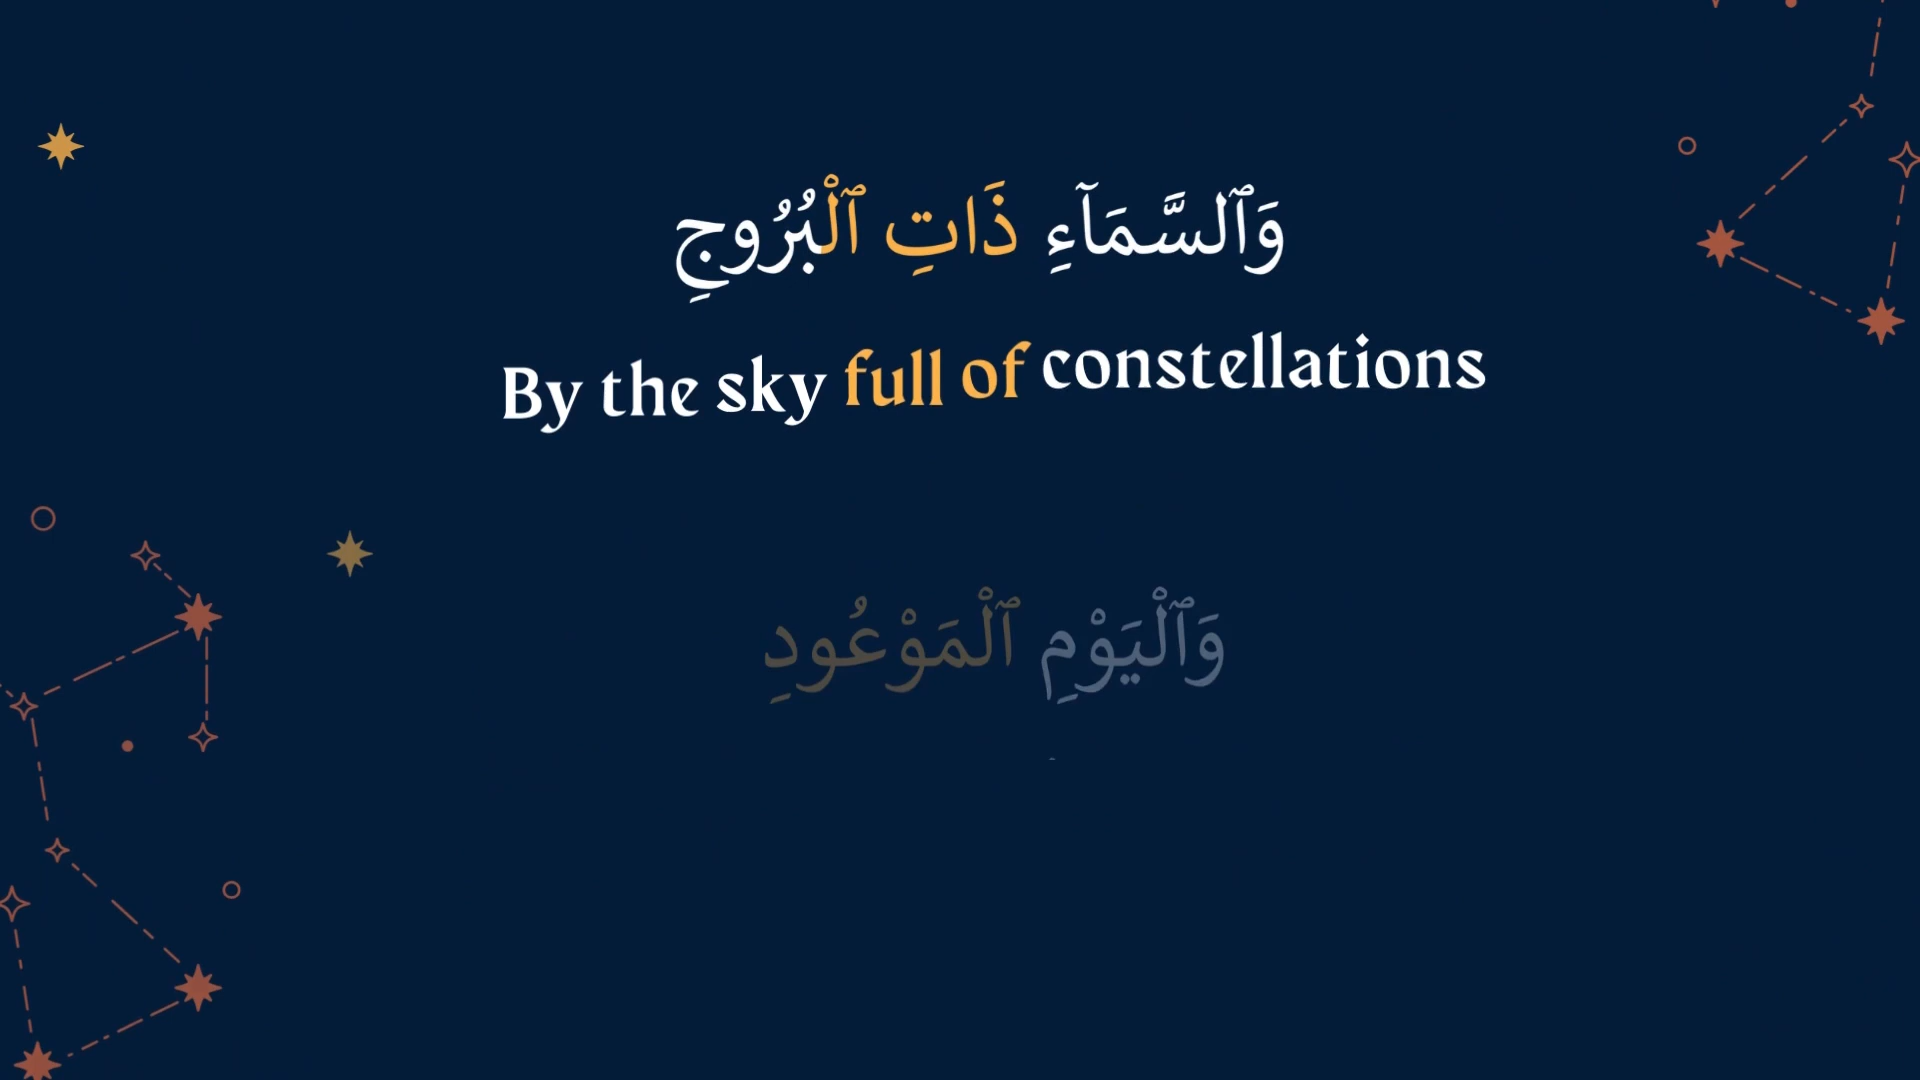 وَٱلسَّمَآءِ ذَاتِ ٱلْبُرُوجِ
By the sky full of constellations
وَٱلْيَوْمِ ٱلْمَوْعُودِ